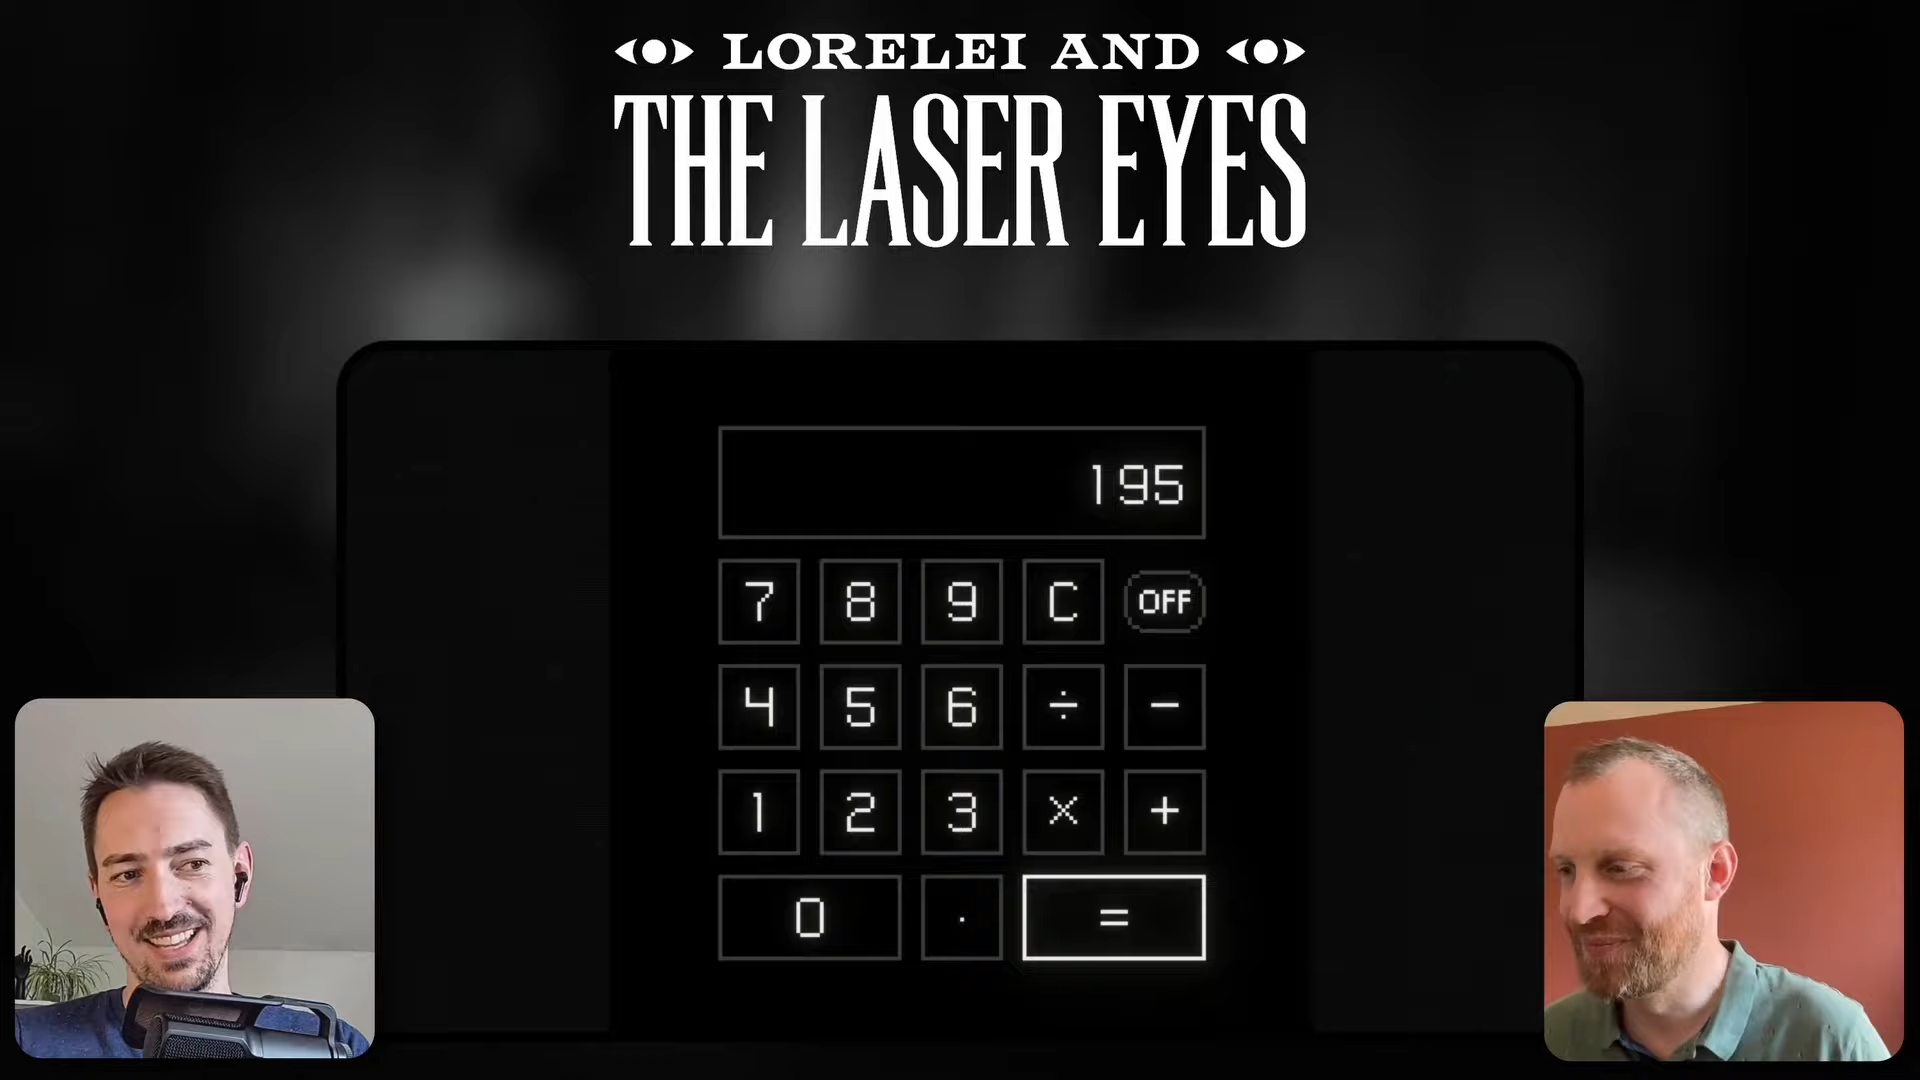 LORELEI AND
THE LASER EYES
195
7 8 9 C OFF
4 5 6 ÷ −
1 2 3 × +
0 . =